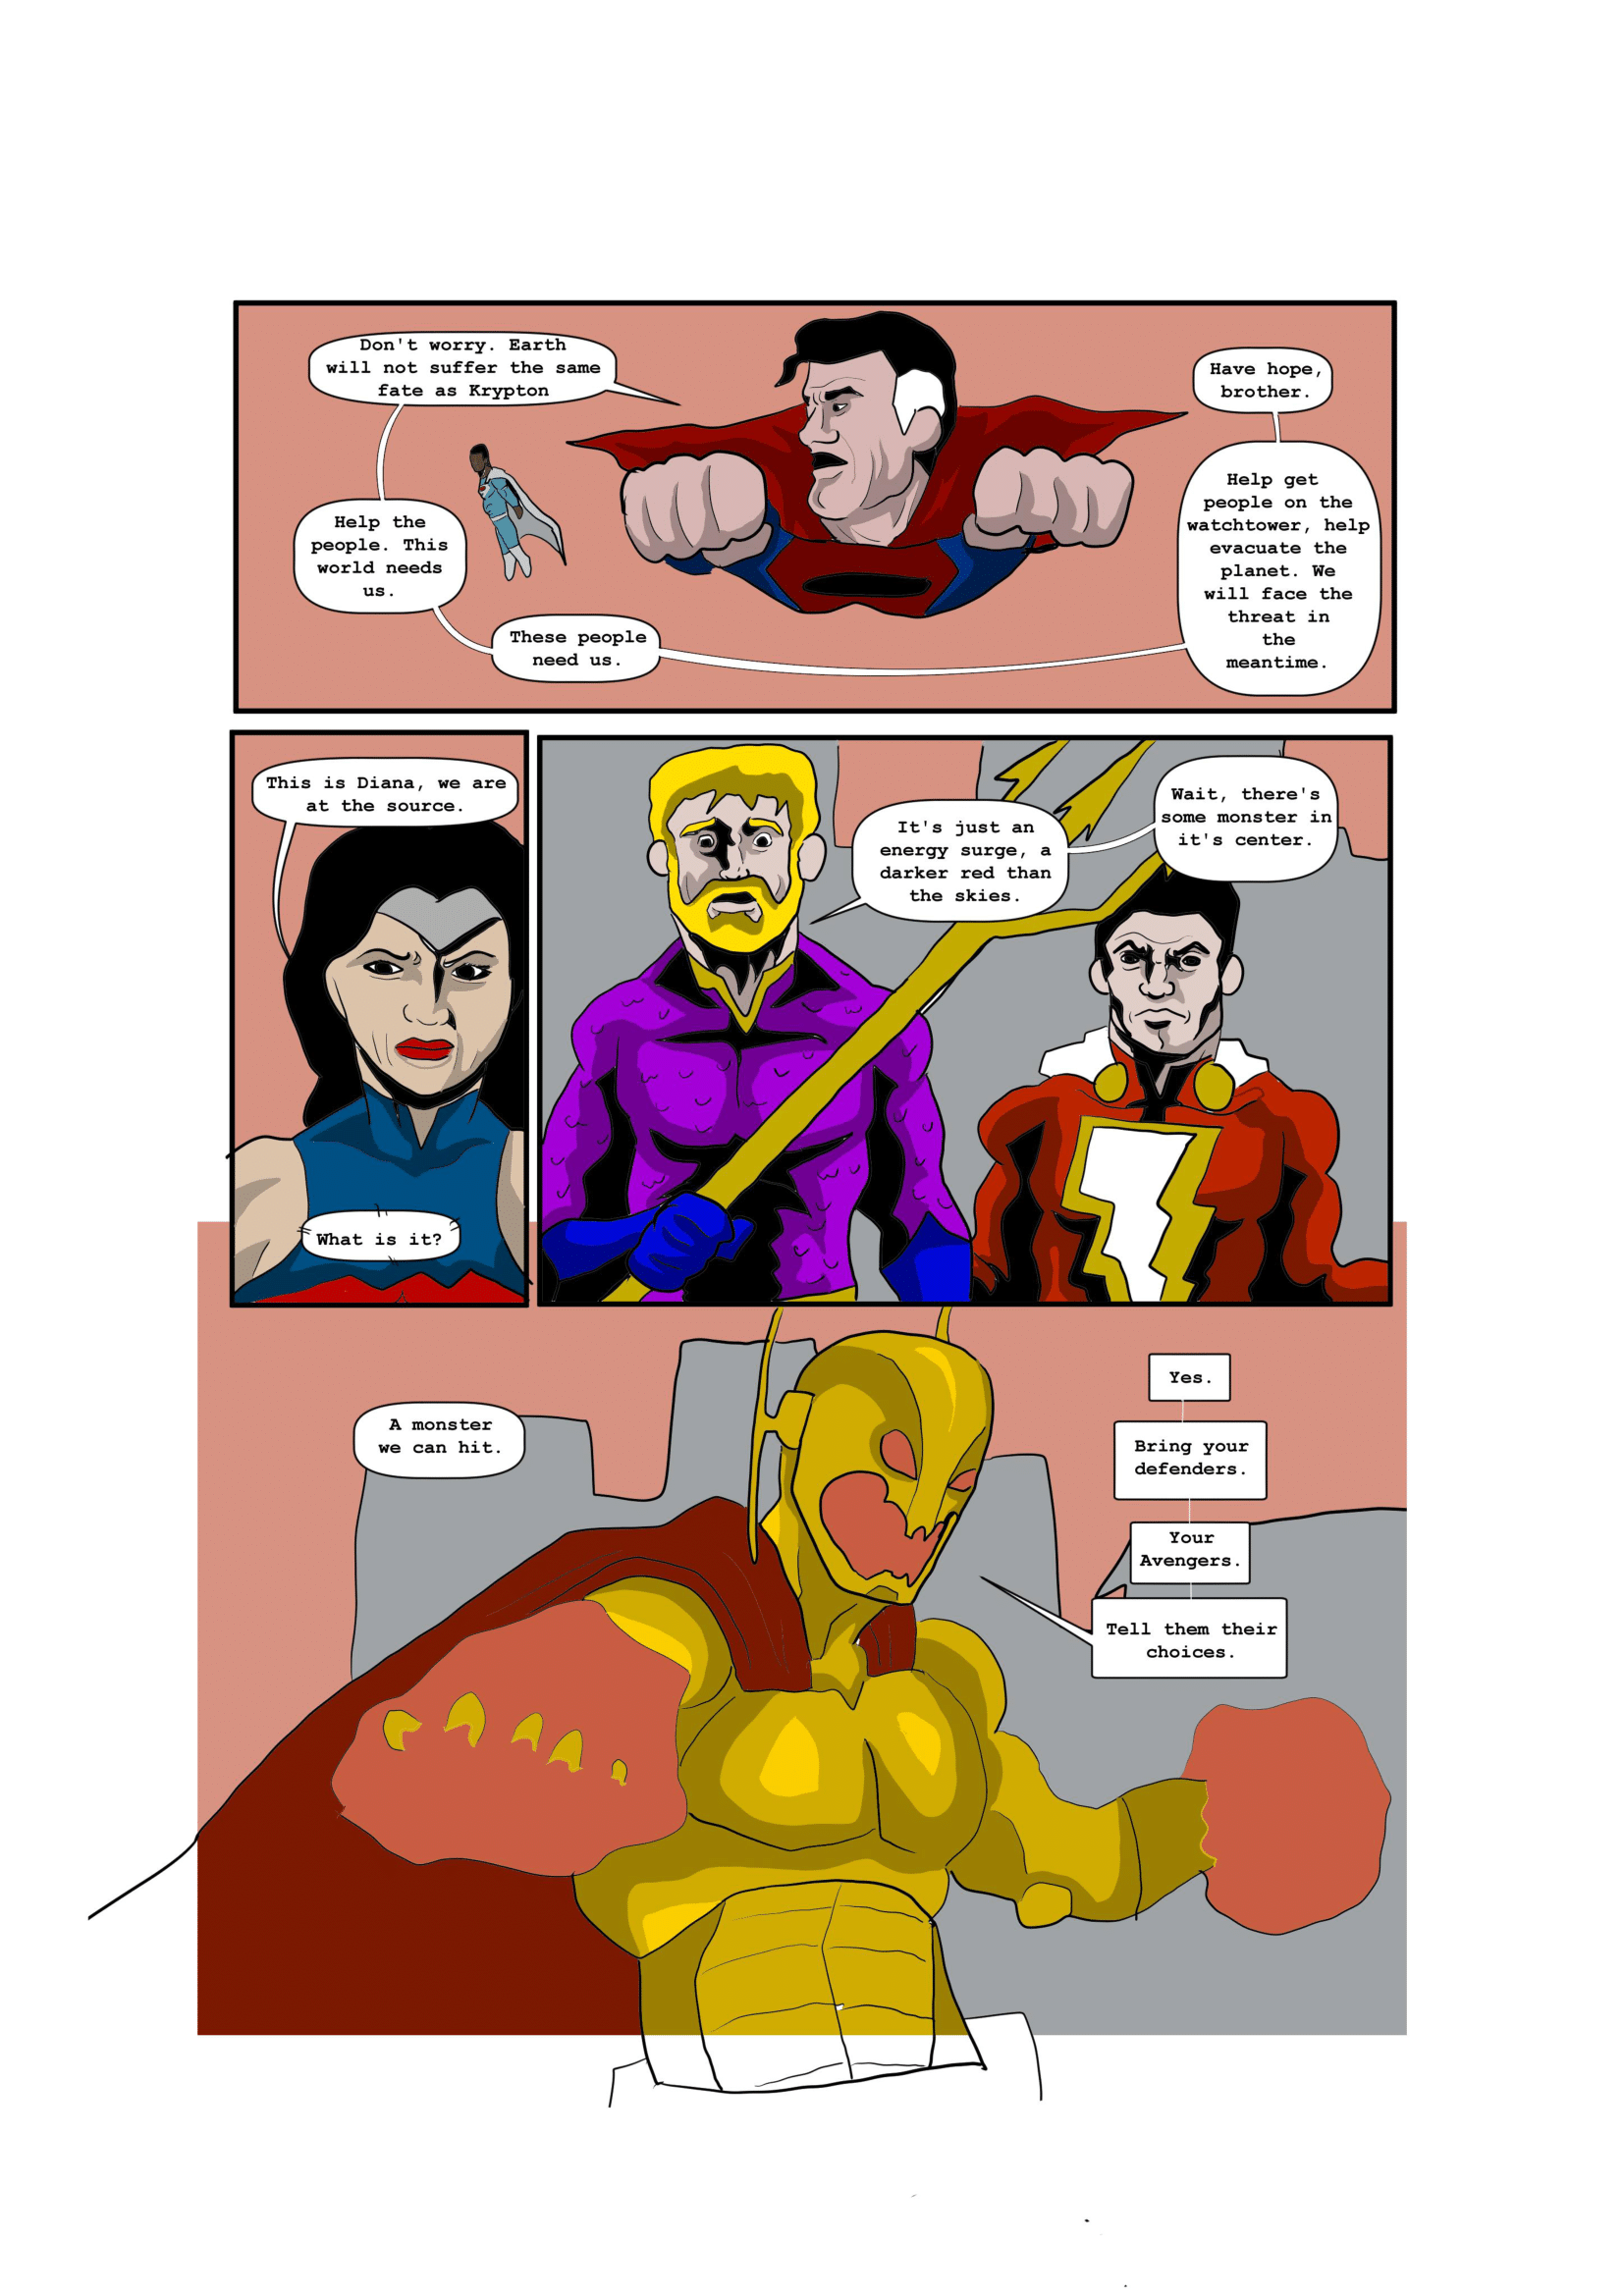 Don't worry. Earth
will not suffer the same
fate as Krypton
Help the
people. This
world needs
us.
These people
need us.
Help get
people on the
watchtower, help
evacuate the
planet. We
will face the
threat in
the
meantime.
Have hope,
brother.
This is Diana, we are
at the source.
What is it?
It's just an
energy surge, a
darker red than
the skies.
Wait, there's
some monster in
it's center.
A monster
we can hit.
Yes.
Bring your
defenders.
Your
Avengers.
Tell them their
choices.